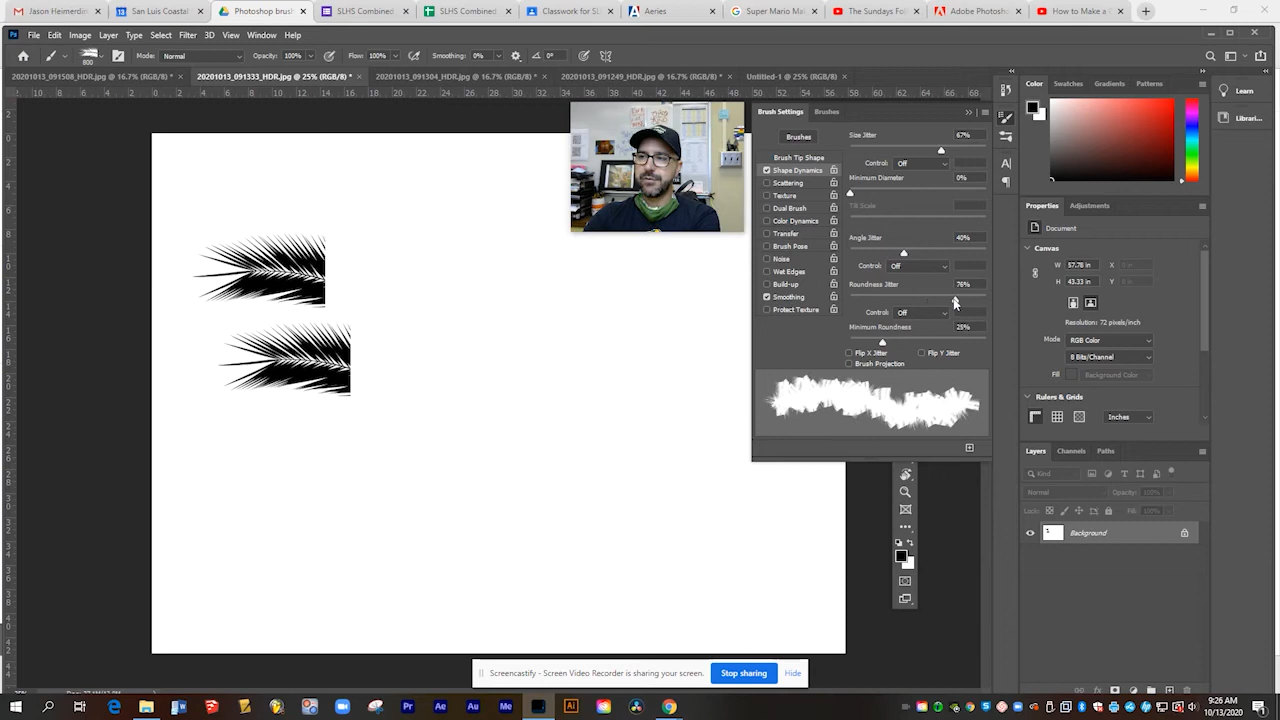 Jason Heimerdin
San Luis Coastal
Photoshop brush
SLHS Combined
SLHS Combined
Classwork for SL
Aeries
Super Mario Ma
The Sundays Fol
Adobe Photosh
How to Make a C
File Edit Image Layer Type Select Filter 3D View Window Help
800 Mode: Normal Opacity: 100% Flow: 100% Smoothing: 0% 0°
20201013_091508_HDR.jpg @ 16.7% (RGB/8) *
20201013_091333_HDR.jpg @ 25% (RGB/8) *
20201013_091304_HDR.jpg @ 16.7% (RGB/8) *
20201013_091249_HDR.jpg @ 16.7% (RGB/8) *
Untitled-1 @ 25% (RGB/8)
Brush Settings Brushes
Brushes
Brush Tip Shape
Shape Dynamics
Scattering
Texture
Dual Brush
Color Dynamics
Transfer
Brush Pose
Noise
Wet Edges
Build-up
Smoothing
Protect Texture
Size Jitter 67%
Control: Off
Minimum Diameter 0%
Tilt Scale
Angle Jitter 40%
Control: Off
Roundness Jitter 76%
Control: Off
Minimum Roundness 25%
Flip X Jitter Flip Y Jitter
Brush Projection
Color Swatches Gradients Patterns
Learn
Librari...
Properties Adjustments
Document
Canvas
W 57.78 in X
H 43.33 in Y
Resolution: 72 pixels/inch
Mode RGB Color
8 Bits/Channel
Fill Background Color
Rulers & Grids
Inches
Layers Channels Paths
Kind
Normal Opacity: 100%
Lock: Fill: 100%
Background
Screencastify - Screen Video Recorder is sharing your screen. Stop sharing Hide
9:26 AM
10/13/2020